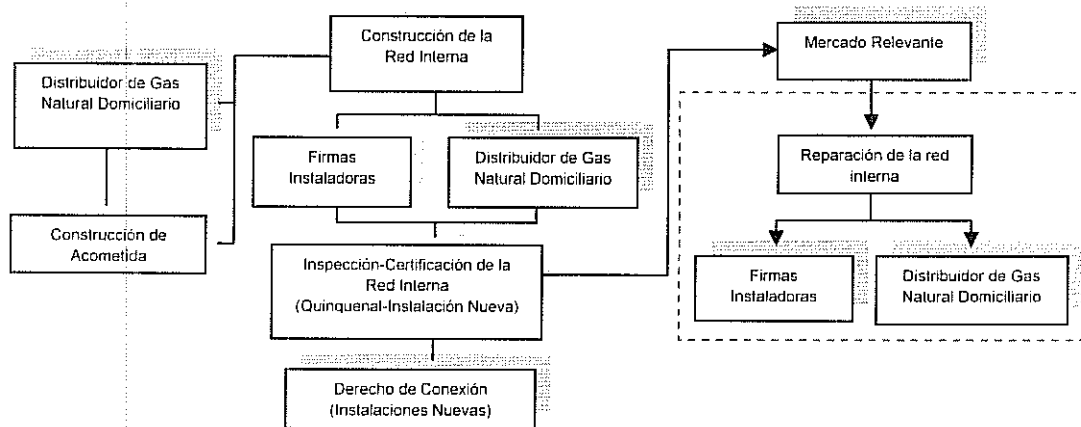 Distribuidor de Gas
Natural Domiciliario
Construcción de
Acometida
Construcción de la
Red Interna
Firmas
Instaladoras
Distribuidor de Gas
Natural Domiciliario
Inspección-Certificación de la
Red Interna
(Quinquenal-Instalación Nueva)
Derecho de Conexión
(Instalaciones Nuevas)
Mercado Relevante
Reparación de la red
interna
Firmas
Instaladoras
Distribuidor de Gas
Natural Domiciliario